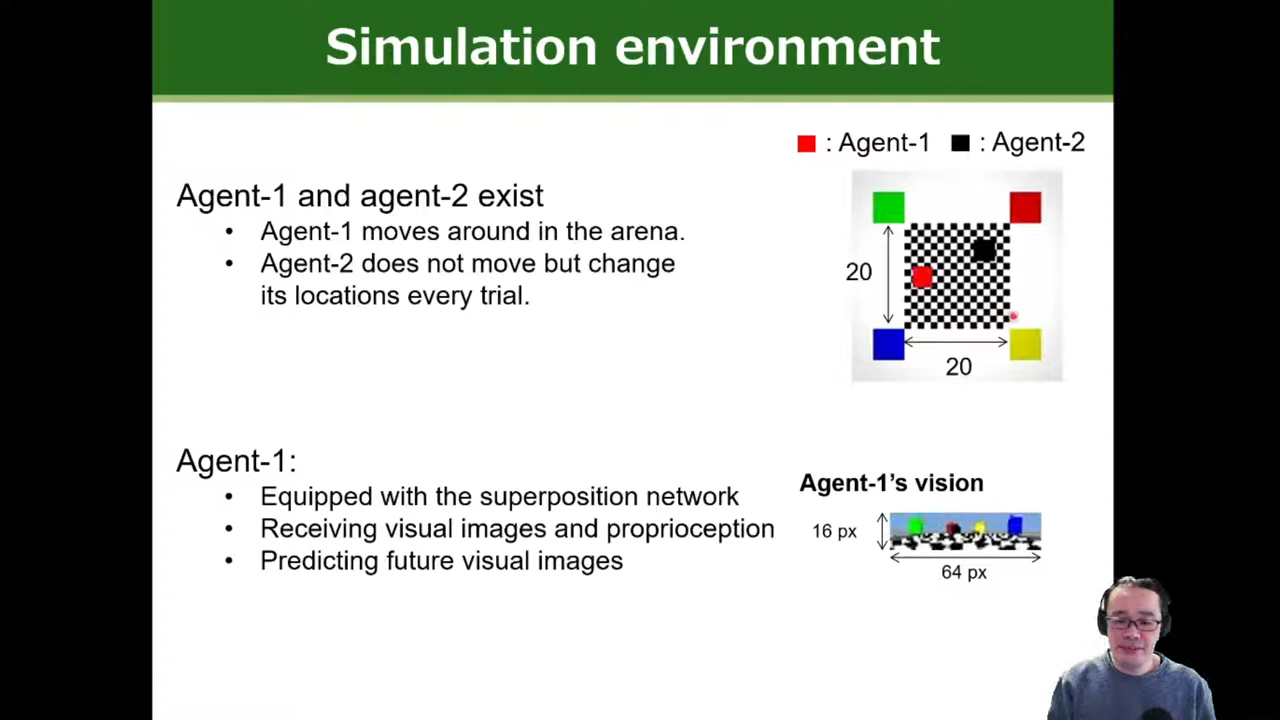 Simulation environment
: Agent-1 : Agent-2
Agent-1 and agent-2 exist
• Agent-1 moves around in the arena.
• Agent-2 does not move but change
its locations every trial.
20
20
Agent-1:
• Equipped with the superposition network
• Receiving visual images and proprioception
• Predicting future visual images
Agent-1's vision
16 px
64 px